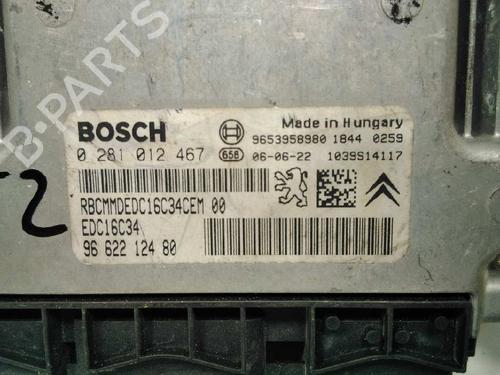 B-PARTS
BOSCH
Made in Hungary
9653958980 1844 0259
0 281 012 467
658
06-06-22 1039S14117
RBCMMDEDC16C34CEM 00
EDC16C34
96 622 124 80